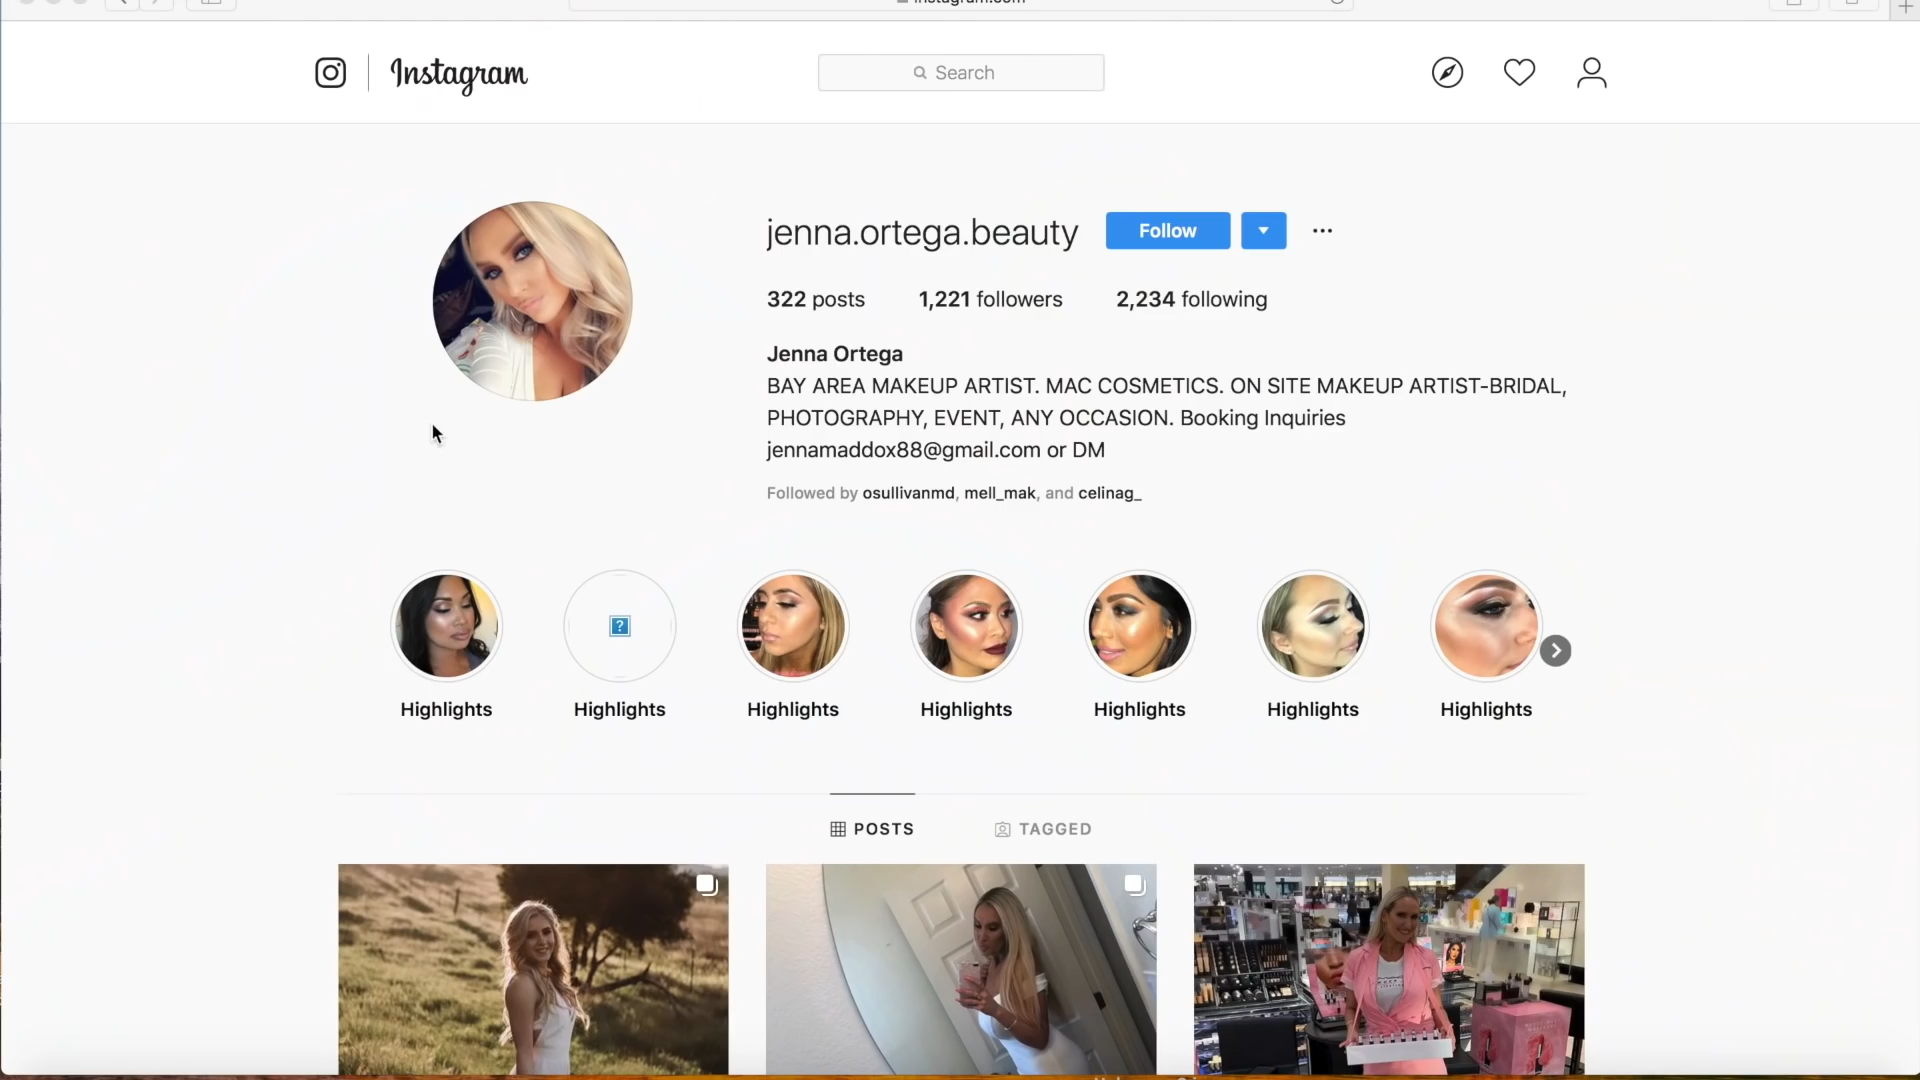 Instagram
Search
jenna.ortega.beauty Follow
322 posts 1,221 followers 2,234 following
Jenna Ortega
BAY AREA MAKEUP ARTIST. MAC COSMETICS. ON SITE MAKEUP ARTIST-BRIDAL,
PHOTOGRAPHY, EVENT, ANY OCCASION. Booking Inquiries
jennamaddox88@gmail.com or DM
Followed by osullivanmd, mell_mak, and celinag_
?
Highlights Highlights Highlights Highlights Highlights Highlights Highlights
POSTS TAGGED